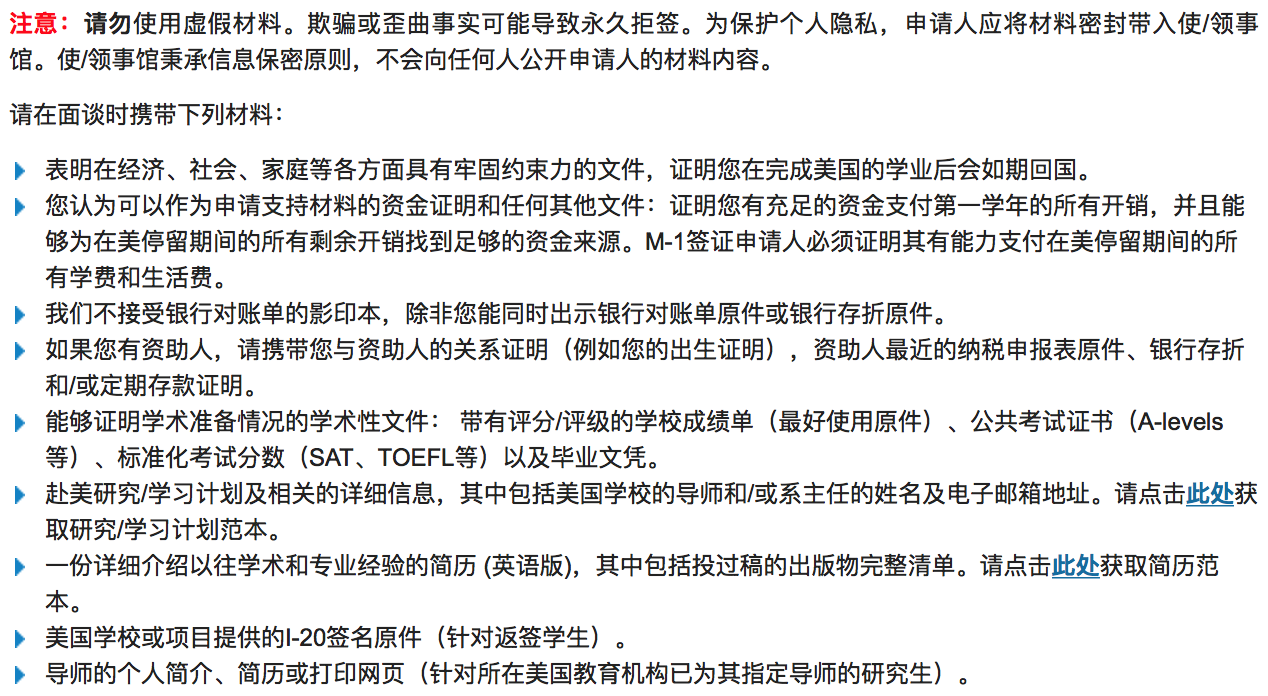 注意：请勿使用虚假材料。欺骗或歪曲事实可能导致永久拒签。为保护个人隐私，申请人应将材料密封带入使/领事
馆。使/领事馆秉承信息保密原则，不会向任何人公开申请人的材料内容。
请在面谈时携带下列材料：
表明在经济、社会、家庭等各方面具有牢固约束力的文件，证明您在完成美国的学业后会如期回国。
您认为可以作为申请支持材料的资金证明和任何其他文件：证明您有充足的资金支付第一学年的所有开销，并且能
够为在美停留期间的所有剩余开销找到足够的资金来源。M-1签证申请人必须证明其有能力支付在美停留期间的所
有学费和生活费。
我们不接受银行对账单的影印本，除非您能同时出示银行对账单原件或银行存折原件。
如果您有资助人，请携带您与资助人的关系证明（例如您的出生证明），资助人最近的纳税申报表原件、银行存折
和/或定期存款证明。
能够证明学术准备情况的学术性文件： 带有评分/评级的学校成绩单（最好使用原件）、公共考试证书（A-levels
等）、标准化考试分数（SAT、TOEFL等）以及毕业文凭。
赴美研究/学习计划及相关的详细信息，其中包括美国学校的导师和/或系主任的姓名及电子邮箱地址。请点击此处获
取研究/学习计划范本。
一份详细介绍以往学术和专业经验的简历 (英语版)，其中包括投过稿的出版物完整清单。请点击此处获取简历范
本。
美国学校或项目提供的I-20签名原件（针对返签学生）。
导师的个人简介、简历或打印网页（针对所在美国教育机构已为其指定导师的研究生）。